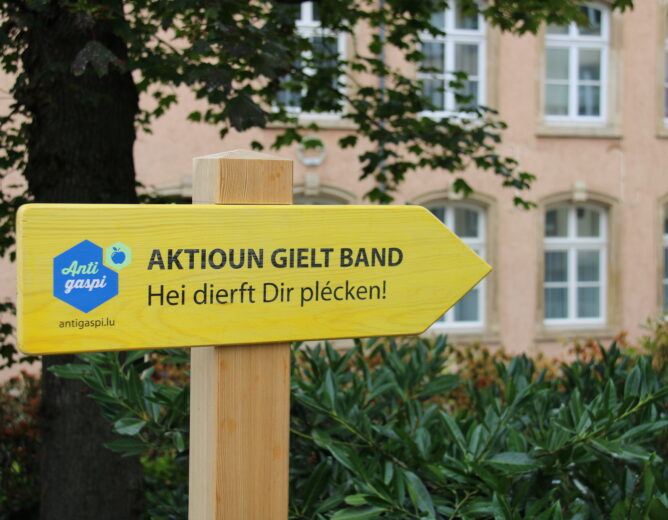 Anti
gaspi
antigaspi.lu
AKTIOUN GIELT BAND
Hei dierft Dir plécken!